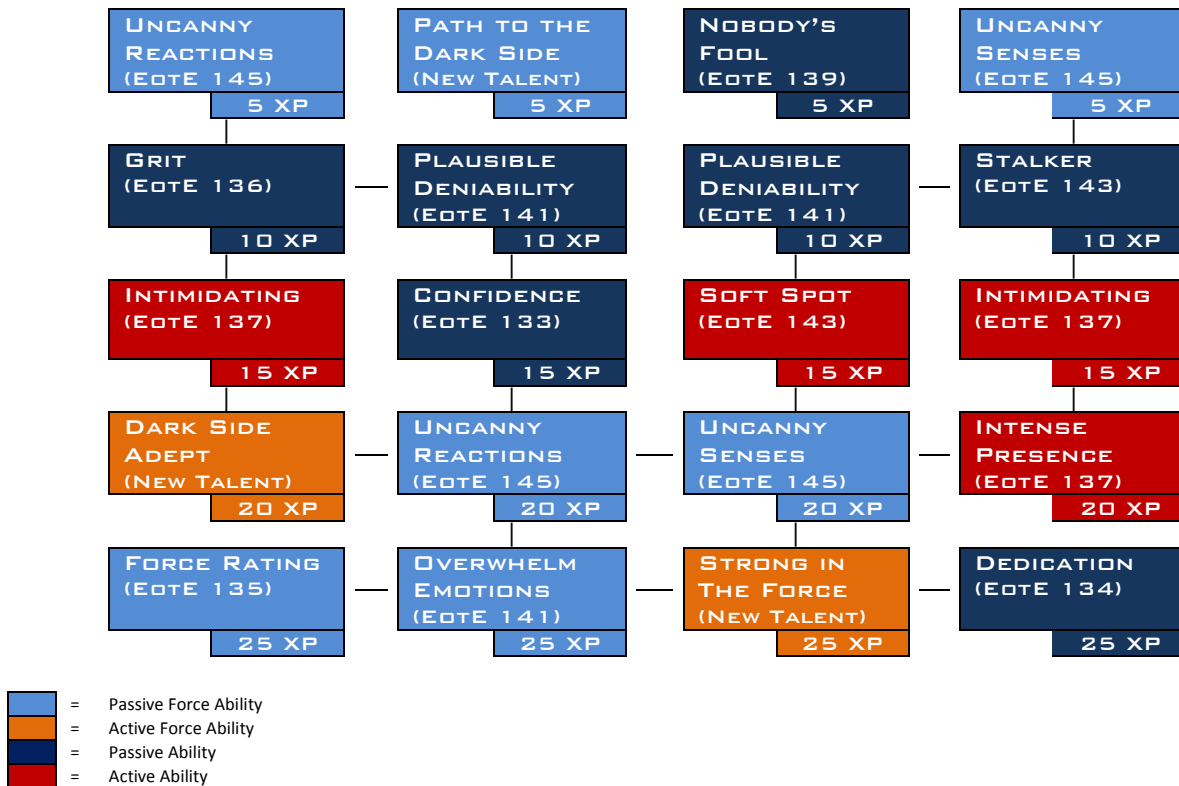 UNCANNY
REACTIONS
(EOTE 145)
5 XP
PATH TO THE
DARK SIDE
(NEW TALENT)
5 XP
NOBODY'S
FOOL
(EOTE 139)
5 XP
UNCANNY
SENSES
(EOTE 145)
5 XP
GRIT
(EOTE 136)
10 XP
PLAUSIBLE
DENIABILITY
(EOTE 141)
10 XP
PLAUSIBLE
DENIABILITY
(EOTE 141)
10 XP
STALKER
(EOTE 143)
10 XP
INTIMIDATING
(EOTE 137)
15 XP
CONFIDENCE
(EOTE 133)
15 XP
SOFT SPOT
(EOTE 143)
15 XP
INTIMIDATING
(EOTE 137)
15 XP
DARK SIDE
ADEPT
(NEW TALENT)
20 XP
UNCANNY
REACTIONS
(EOTE 145)
20 XP
UNCANNY
SENSES
(EOTE 145)
20 XP
INTENSE
PRESENCE
(EOTE 137)
20 XP
FORCE RATING
(EOTE 135)
25 XP
OVERWHELM
EMOTIONS
(EOTE 141)
25 XP
STRONG IN
THE FORCE
(NEW TALENT)
25 XP
DEDICATION
(EOTE 134)
25 XP
= Passive Force Ability
= Active Force Ability
= Passive Ability
= Active Ability